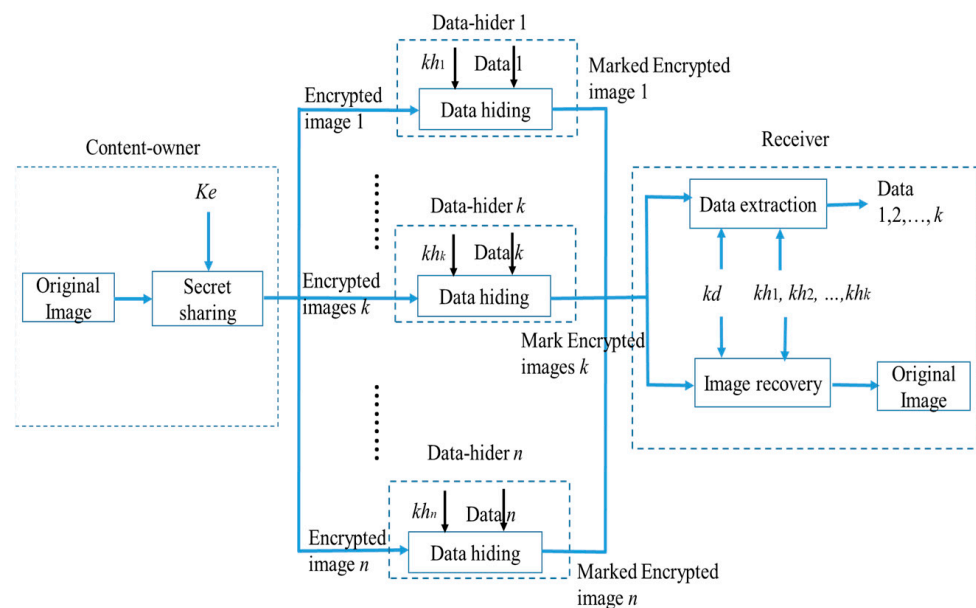 Content-owner
Ke
Original
Image
Secret
sharing
Data-hider 1
kh1
Data 1
Data hiding
Encrypted
image 1
Marked Encrypted
image 1
Data-hider k
khk
Data k
Data hiding
Encrypted
images k
Mark Encrypted
images k
Data-hider n
khn
Data n
Data hiding
Encrypted
image n
Marked Encrypted
image n
Receiver
Data extraction
Data
1,2,…, k
kd
kh1, kh2, …,khk
Image recovery
Original
Image